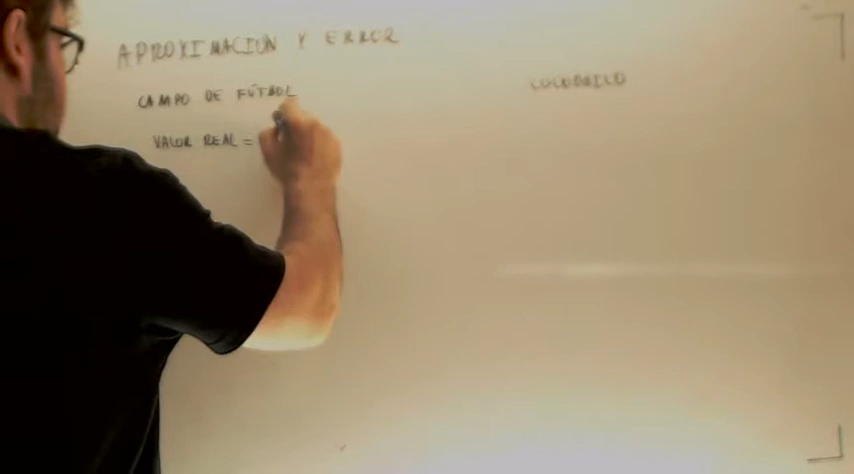 APROXIMACIÓN Y ERROR
CAMPO DE FÚTBOL
COCODRILO
VALOR REAL =